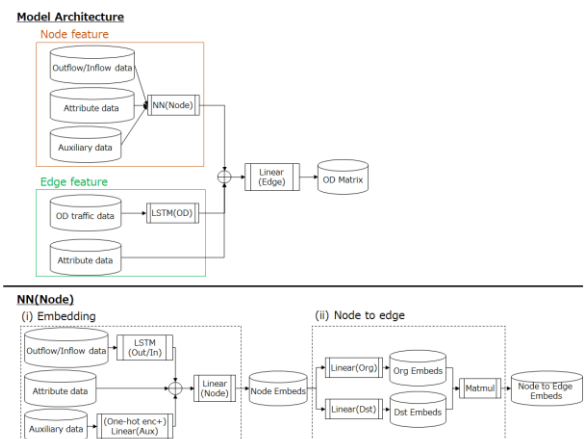 Model Architecture
Node feature
Outflow/Inflow data
Attribute data
NN(Node)
Auxiliary data
Edge feature
Linear
(Edge)
OD Matrix
OD traffic data
LSTM(OD)
Attribute data
NN(Node)
(i) Embedding
(ii) Node to edge
Outflow/Inflow data
LSTM
(Out/In)
Attribute data
Linear
(Node)
Node Embeds
Auxiliary data
(One-hot enc+)
Linear(Aux)
Linear(Org)
Org Embeds
Linear(Dst)
Dst Embeds
Matmul
Node to Edge
Embeds